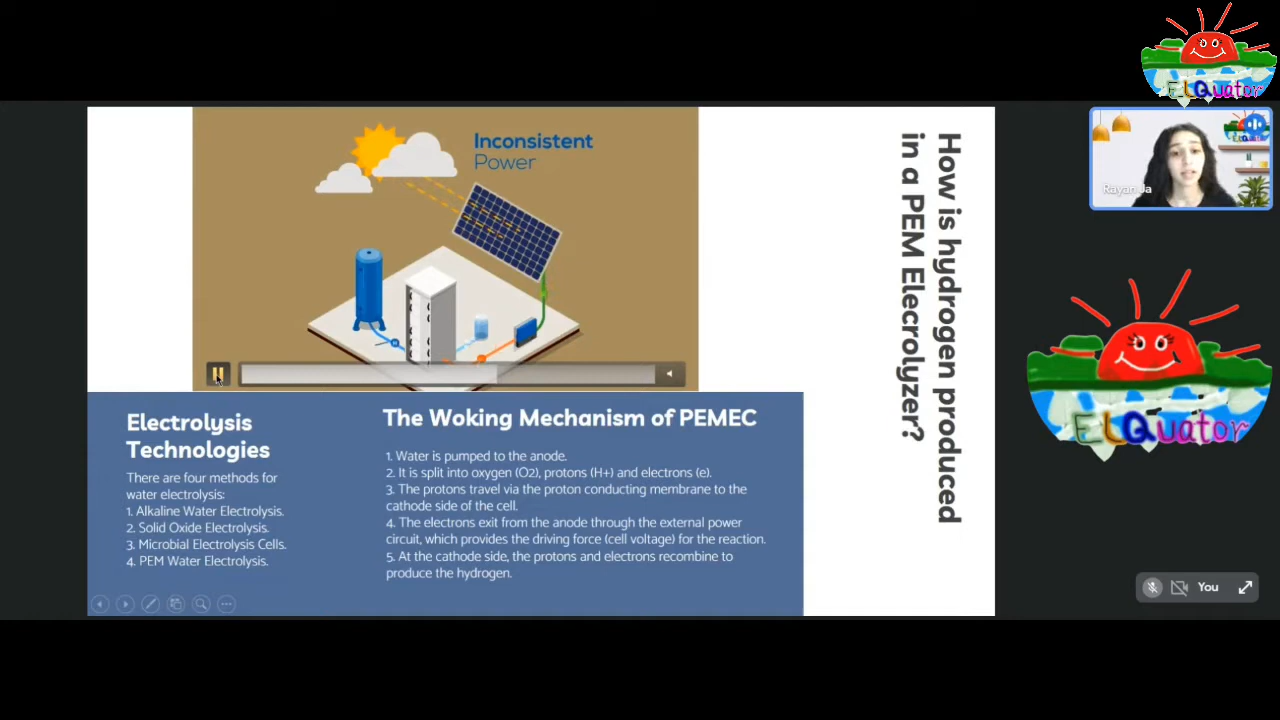 ELQuator
Inconsistent
Power
How is hydrogen produced
in a PEM Elecrolyzer?
Electrolysis
Technologies
There are four methods for
water electrolysis:
1. Alkaline Water Electrolysis.
2. Solid Oxide Electrolysis.
3. Microbial Electrolysis Cells.
4. PEM Water Electrolysis.
The Woking Mechanism of PEMEC
1. Water is pumped to the anode.
2. It is split into oxygen (O2), protons (H+) and electrons (e).
3. The protons travel via the proton conducting membrane to the
cathode side of the cell.
4. The electrons exit from the anode through the external power
circuit, which provides the driving force (cell voltage) for the reaction.
5. At the cathode side, the protons and electrons recombine to
produce the hydrogen.
ELQuator
You